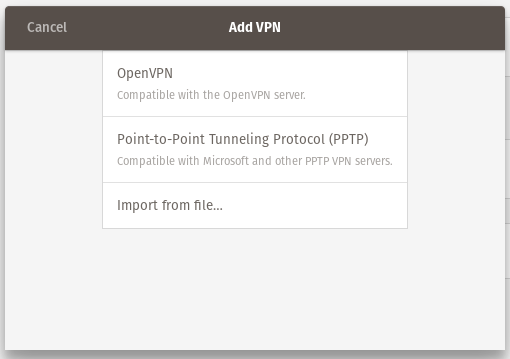 Cancel
Add VPN
OpenVPN
Compatible with the OpenVPN server.
Point-to-Point Tunneling Protocol (PPTP)
Compatible with Microsoft and other PPTP VPN servers.
Import from file...